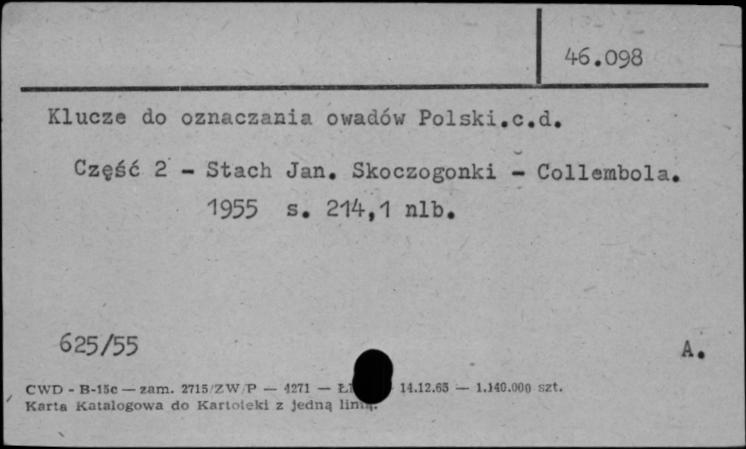 46.098
Klucze do oznaczania owadów Polski.c.d.
Część 2 - Stach Jan. Skoczogonki - Collembola.
1955 s. 214,1 nlb.
625/55
A.
CWD - B-15c — zam. 2715/ZW/P — 4271 — 14.12.65 — 1.140.000 szt.
Karta Katalogowa do Kartoteki z jedną linią.